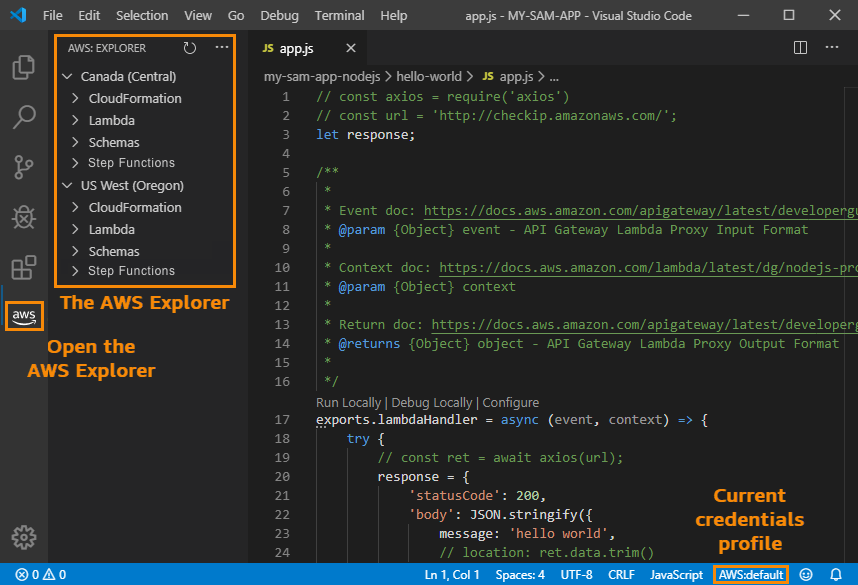 File Edit Selection View Go Debug Terminal Help app.js - MY-SAM-APP - Visual Studio Code
AWS: EXPLORER
Canada (Central)
CloudFormation
Lambda
Schemas
Step Functions
US West (Oregon)
CloudFormation
Lambda
Schemas
Step Functions
aws
The AWS Explorer
Open the
AWS Explorer
JS app.js
my-sam-app-nodejs > hello-world > JS app.js > ...
1 // const axios = require('axios')
2 // const url = 'http://checkip.amazonaws.com/';
3 let response;
4
5 /**
6 *
7 * Event doc: https://docs.aws.amazon.com/apigateway/latest/developergu
8 * @param {Object} event - API Gateway Lambda Proxy Input Format
9 *
10 * Context doc: https://docs.aws.amazon.com/lambda/latest/dg/nodejs-pro
11 * @param {Object} context
12 *
13 * Return doc: https://docs.aws.amazon.com/apigateway/latest/developerg
14 * @returns {Object} object - API Gateway Lambda Proxy Output Format
15 *
16 */
Run Locally | Debug Locally | Configure
17 exports.lambdaHandler = async (event, context) => {
18 try {
19 // const ret = await axios(url);
20 response = {
21 'statusCode': 200,
22 'body': JSON.stringify({
23 message: 'hello world',
24 // location: ret.data.trim()
Current
credentials
profile
0 0 Ln 1, Col 1 Spaces: 4 UTF-8 CRLF JavaScript AWS:default